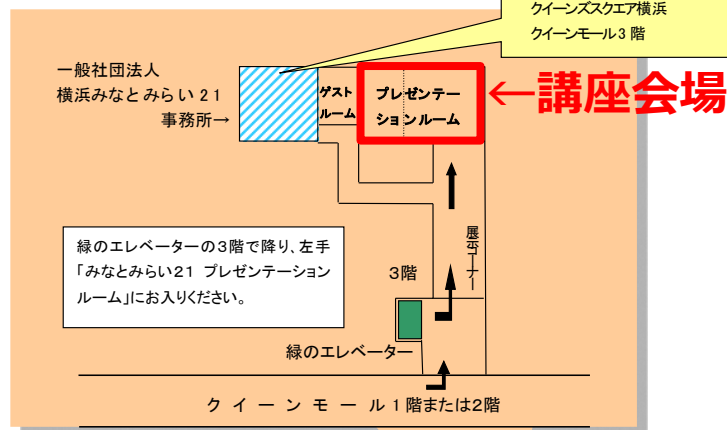 クイーンズスクエア横浜
クイーンモール3 階
一般社団法人
横浜みなとみらい 21
事務所→
ゲスト
ルーム
プレゼンテー
ションルーム
←講座会場
緑のエレベーターの3階で降り、左手
「みなとみらい21 プレゼンテーション
ルーム」にお入りください。
展示コーナー
3階
緑のエレベーター
ク イ ー ン モ ー ル 1 階または2階